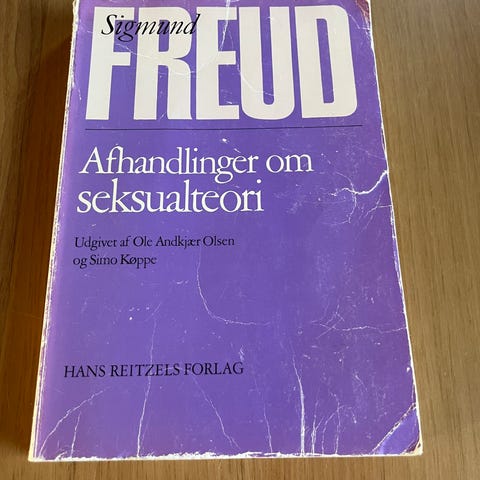 Sigmund
FREUD
Afhandlinger om
seksualteori
Udgivet af Ole Andkjær Olsen
og Simo Køppe
HANS REITZELS FORLAG